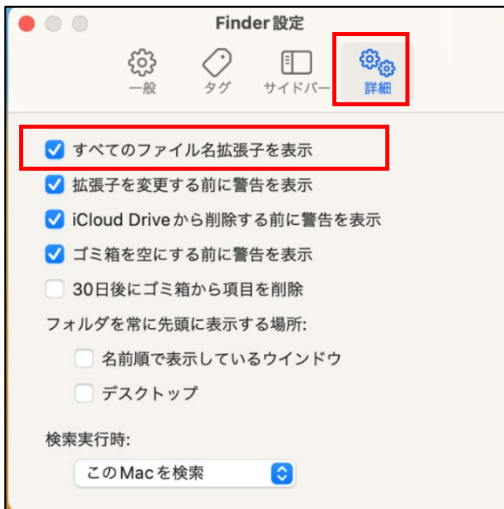 Finder設定
一般 タグ サイドバー 詳細
すべてのファイル名拡張子を表示
拡張子を変更する前に警告を表示
iCloud Driveから削除する前に警告を表示
ゴミ箱を空にする前に警告を表示
30日後にゴミ箱から項目を削除
フォルダを常に先頭に表示する場所:
名前順で表示しているウインドウ
デスクトップ
検索実行時:
このMacを検索